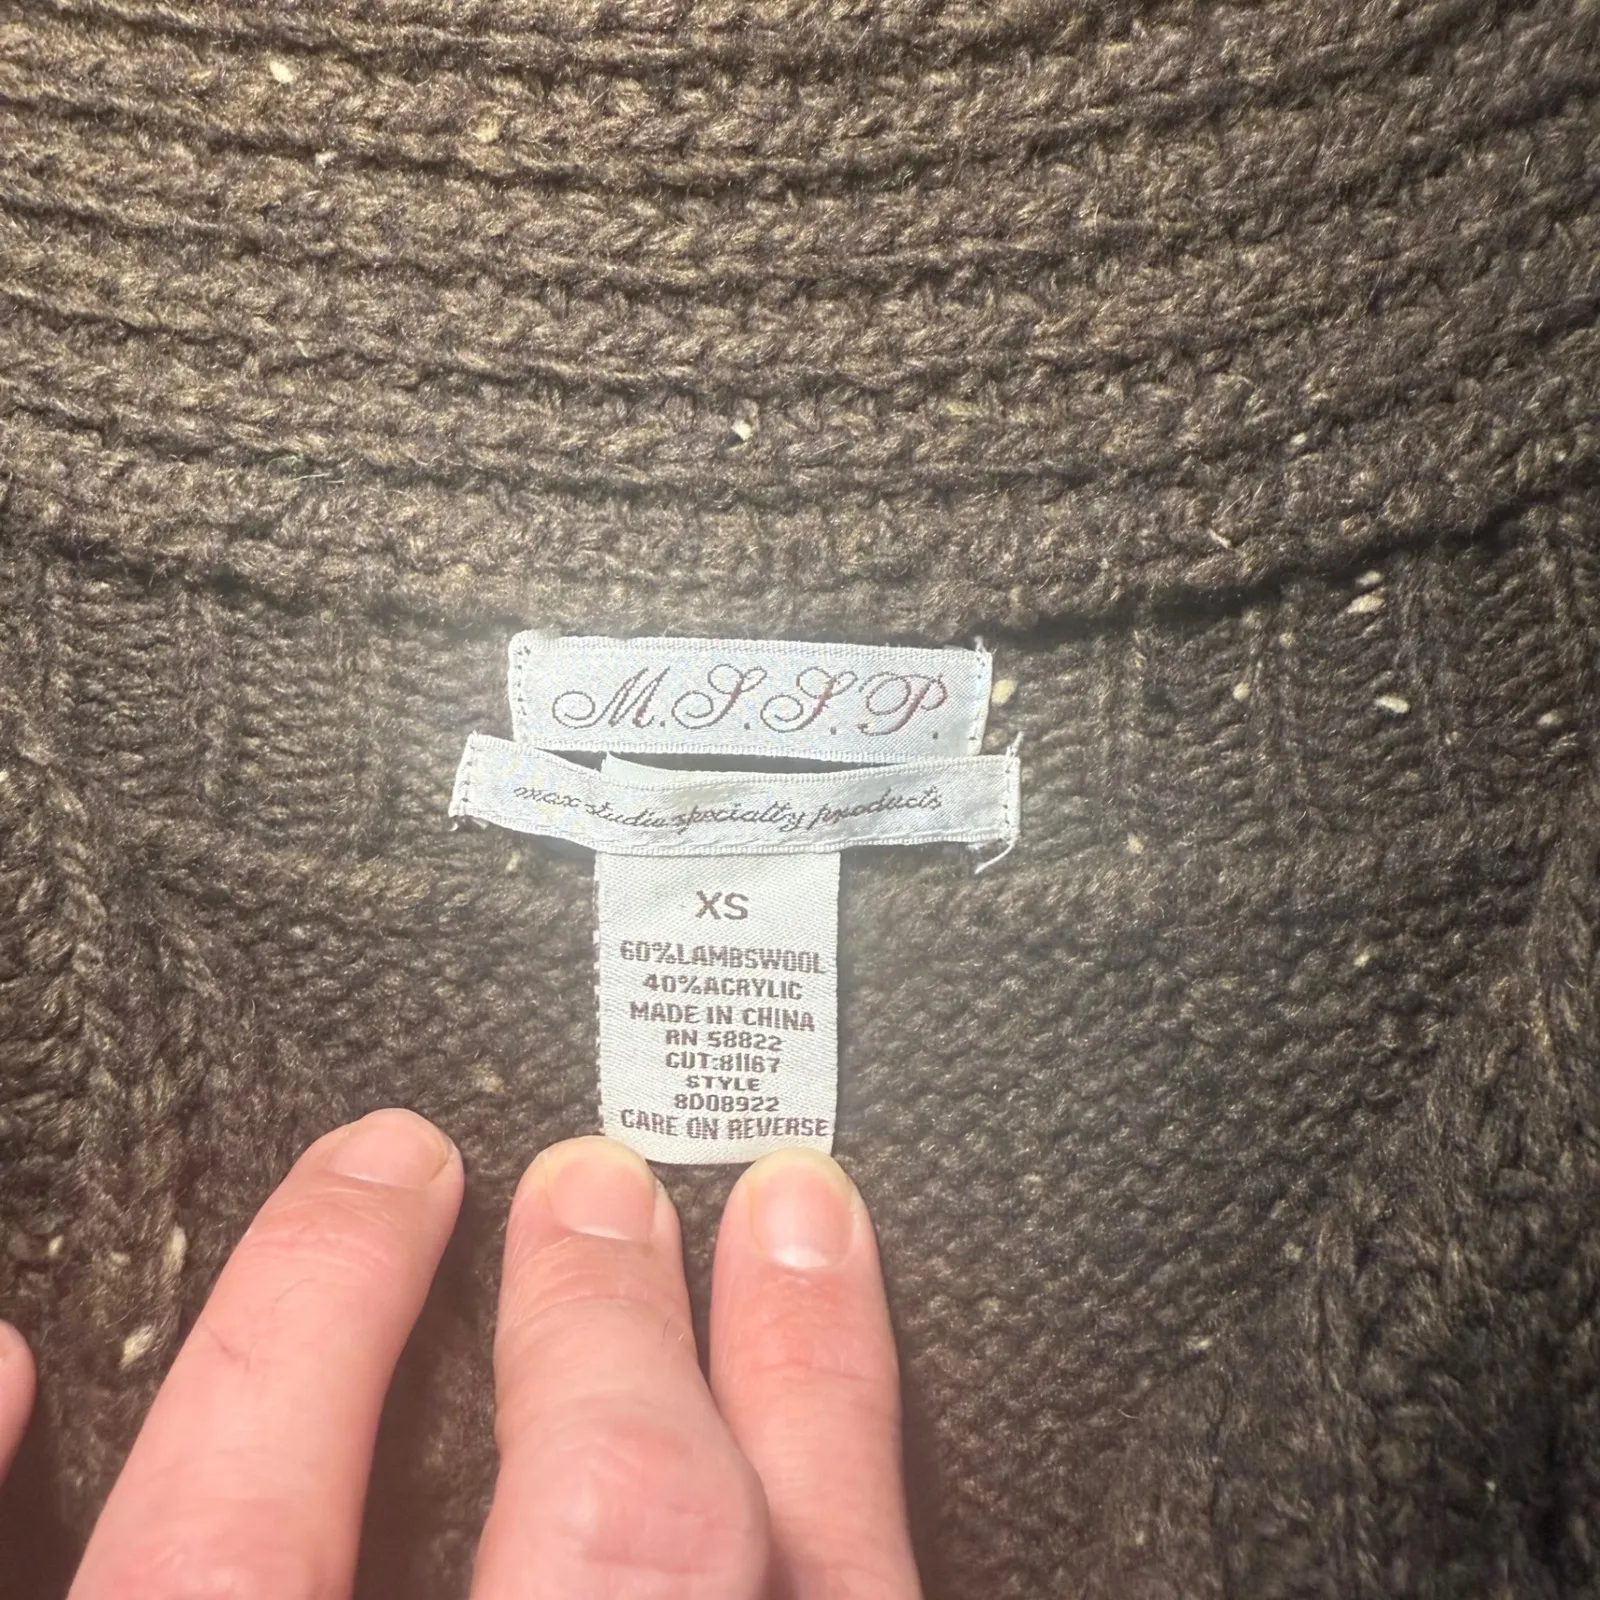 M.S.S.P.
max studio specialty products
XS
60%LAMBSWOOL
40%ACRYLIC
MADE IN CHINA
RN 58822
CUT:81167
STYLE
8D08922
CARE ON REVERSE